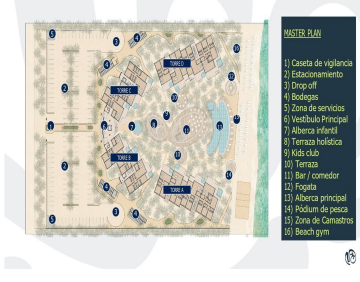 MASTER PLAN
1) Caseta de vigilancia
2) Estacionamiento
3) Drop off
4) Bodegas
5) Zona de servicios
6) Vestíbulo Principal
7) Alberca infantil
8) Terraza holística
9) Kids club
10) Terraza
11) Bar / comedor
12) Fogata
13) Alberca principal
14) Pódium de pesca
15) Zona de Camastros
16) Beach gym
TORRE D
TORRE C
TORRE B
TORRE A